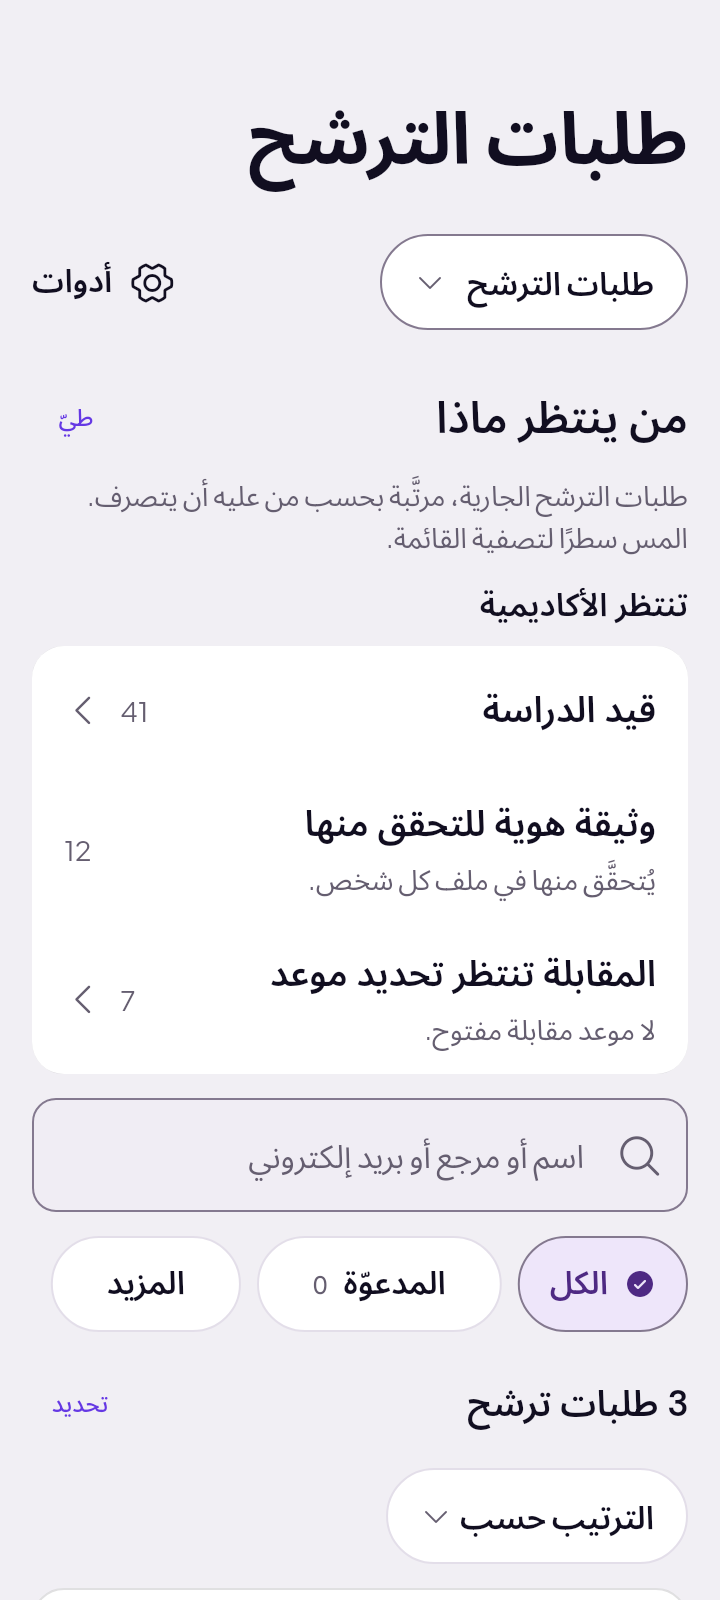 طلبات الترشح
طلبات الترشح
أدوات
من ينتظر ماذا
طيّ
طلبات الترشح الجارية، مرتَّبة بحسب من عليه أن يتصرف.
المس سطرًا لتصفية القائمة.
تنتظر الأكاديمية
قيد الدراسة
41
وثيقة هوية للتحقق منها
12
يُتحقَّق منها في ملف كل شخص.
المقابلة تنتظر تحديد موعد
7
لا موعد مقابلة مفتوح.
اسم أو مرجع أو بريد إلكتروني
الكل
المدعوّة 0
المزيد
3 طلبات ترشح
تحديد
الترتيب حسب